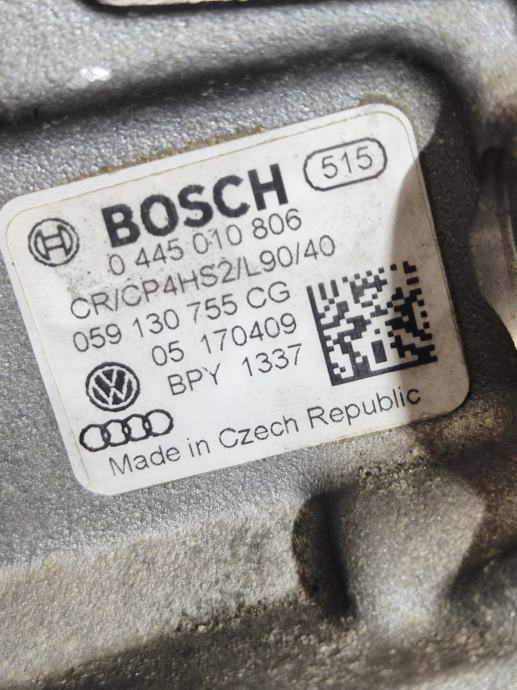 BOSCH 515
0 445 010 806
CR/CP4HS2/L90/40
059 130 755 CG
05 170409
BPY 1337
Made in Czech Republic